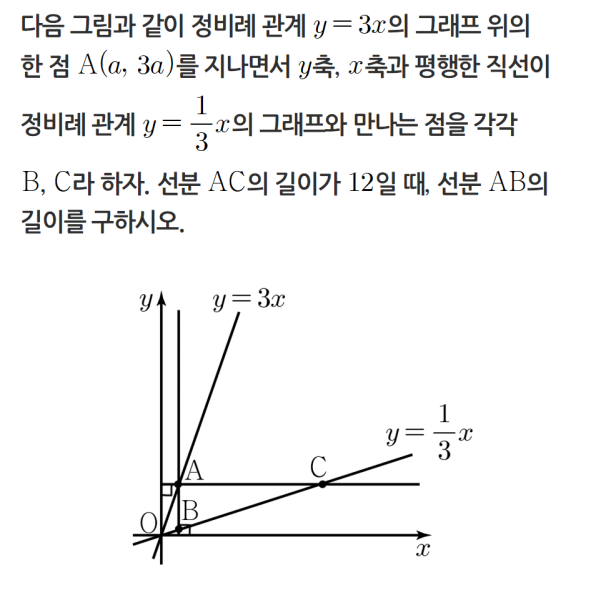 다음 그림과 같이 정비례 관계 y=3x의 그래프 위의
한 점 A(a, 3a)를 지나면서 y축, x축과 평행한 직선이
정비례 관계 y=1/3x의 그래프와 만나는 점을 각각
B, C라 하자. 선분 AC의 길이가 12일 때, 선분 AB의
길이를 구하시오.
y
y=3x
y=1/3x
A
C
B
O
x